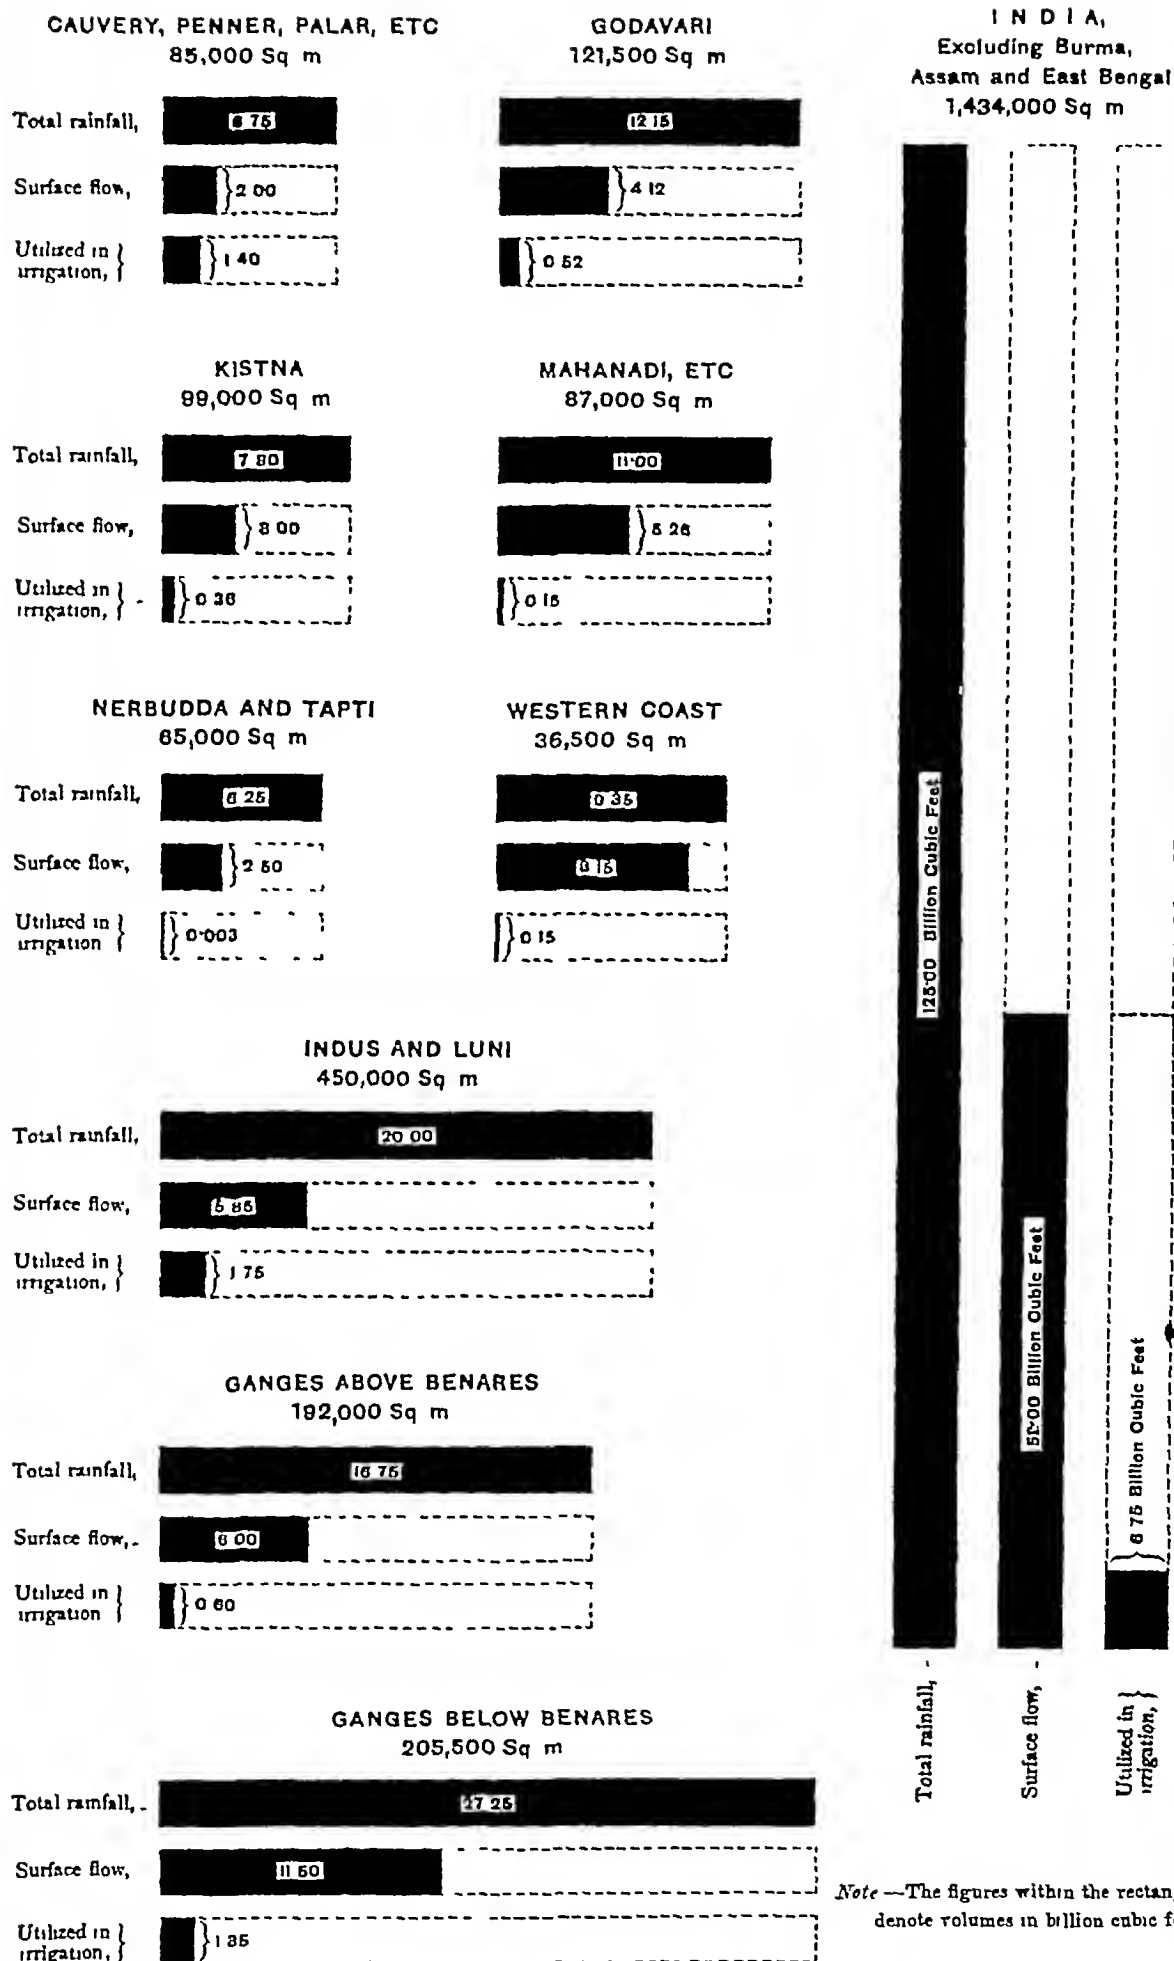 CAUVERY, PENNER, PALAR, ETC
85,000 Sq m
Total rainfall, 6 75
Surface flow, 2 00
Utilized in
irrigation, 1 40
GODAVARI
121,500 Sq m
12 15
4 12
0 52
KISTNA
99,000 Sq m
Total rainfall, 7 80
Surface flow, 3 00
Utilized in
irrigation, - 0 36
MAHANADI, ETC
87,000 Sq m
11·00
5 26
0 15
NERBUDDA AND TAPTI
65,000 Sq m
Total rainfall, 6 25
Surface flow, 2 50
Utilized in
irrigation 0·003
WESTERN COAST
36,500 Sq m
0 15
INDUS AND LUNI
450,000 Sq m
Total rainfall, 20 00
Surface flow, 5 85
Utilized in
irrigation, 1 75
GANGES ABOVE BENARES
192,000 Sq m
Total rainfall, 16 75
Surface flow, - 6 00
Utilized in
irrigation 0 60
GANGES BELOW BENARES
205,500 Sq m
Total rainfall, - 27 25
Surface flow, 11 50
Utilized in
irrigation, 1 35
INDIA,
Excluding Burma,
Assam and East Bengal
1,434,000 Sq m
125·00 Billion Cubic Feet
Billion Cubic Feet
6 75 Billion Cubic Feet
Total rainfall, -
Surface flow, -
Utilized in
irrigation,
Note —The figures within the rectan
denote volumes in billion cubic f